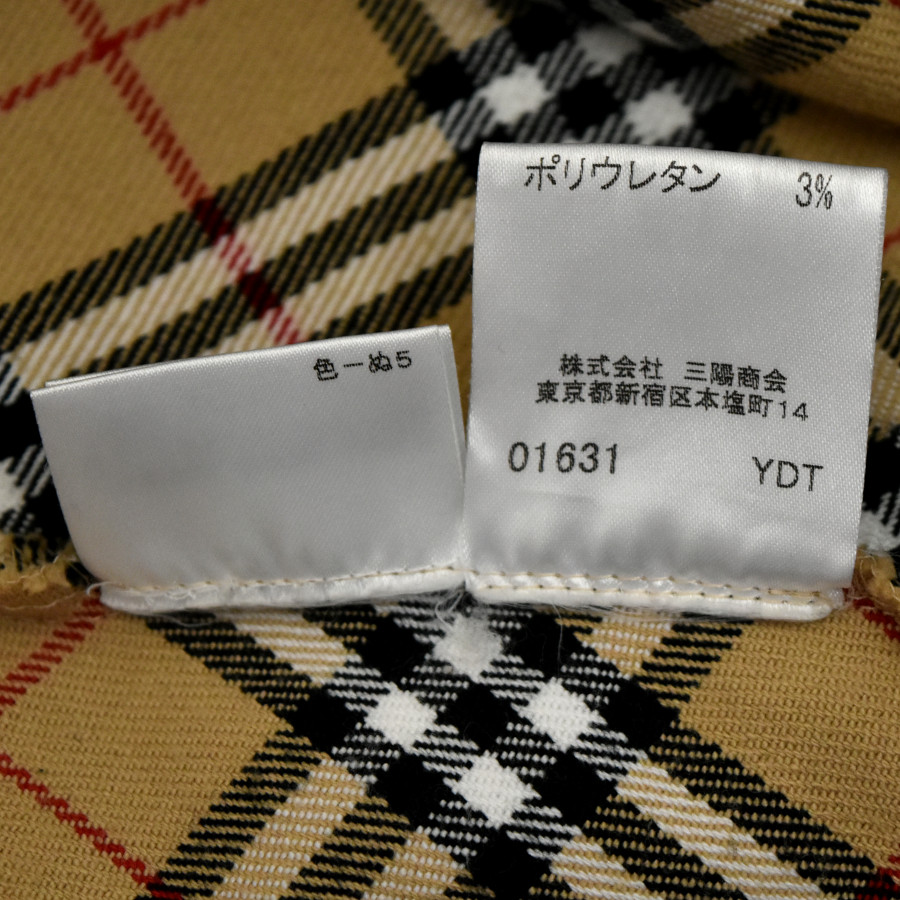 ポリウレタン 3%
株式会社 三陽商会
東京都新宿区本塩町14
01631 YDT
色ーぬ5